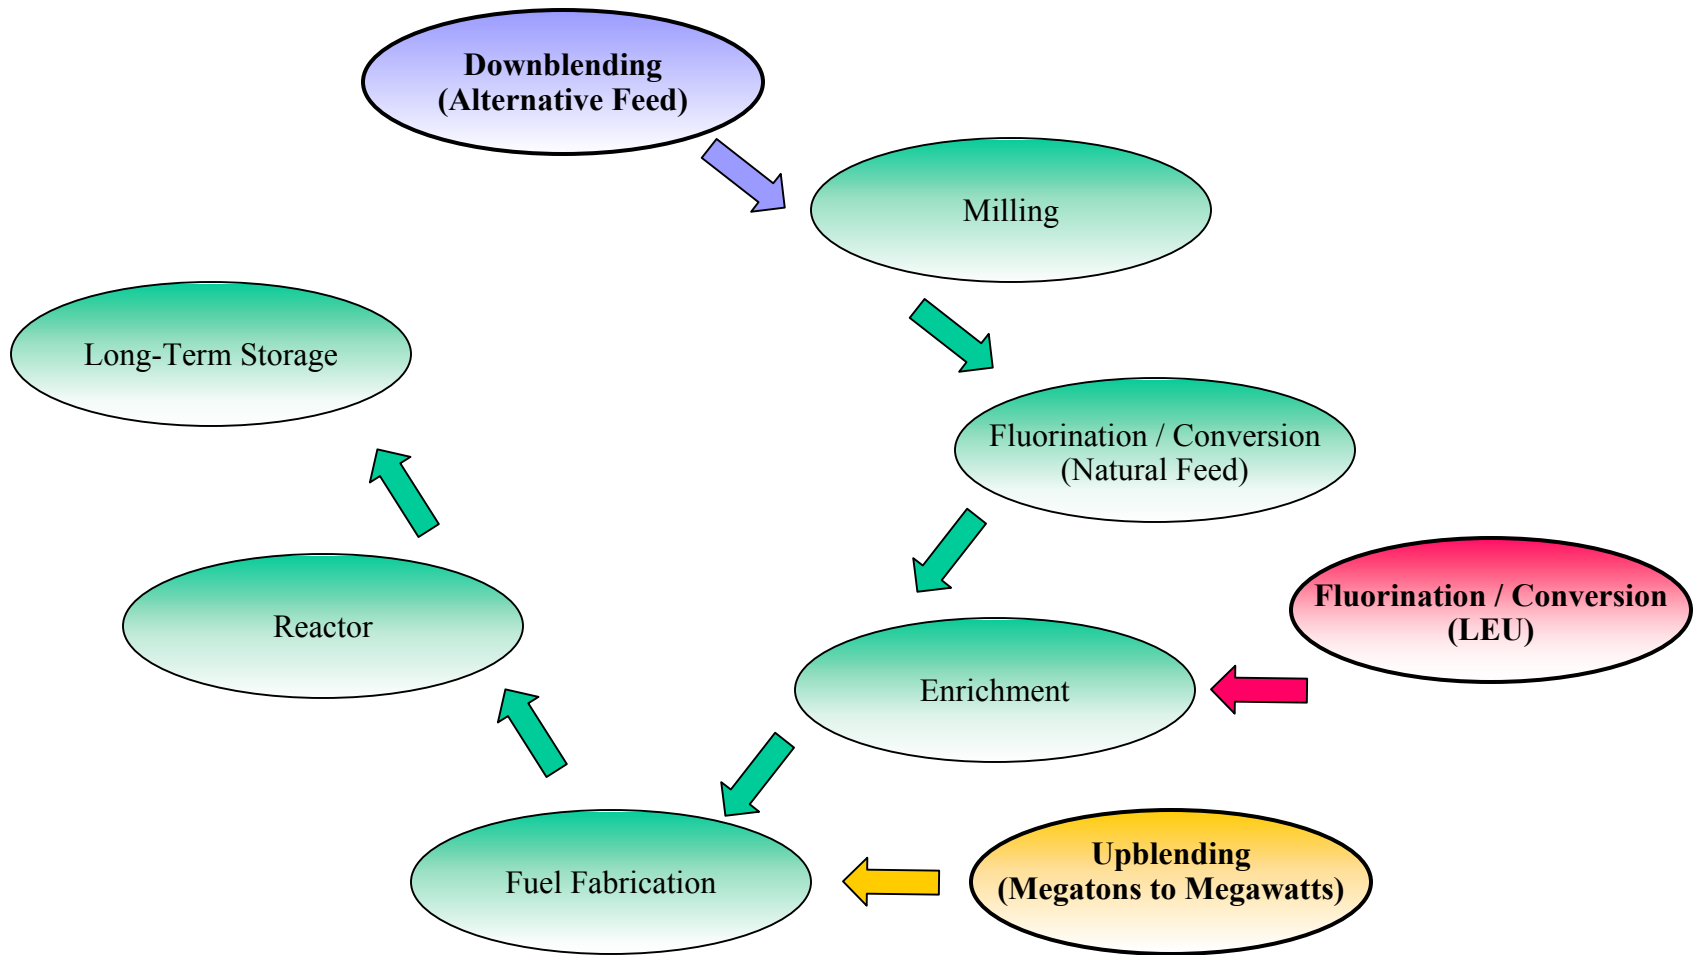 Downblending
(Alternative Feed)
Milling
Long-Term Storage
Fluorination / Conversion
(Natural Feed)
Fluorination / Conversion
(LEU)
Reactor
Enrichment
Upblending
(Megatons to Megawatts)
Fuel Fabrication